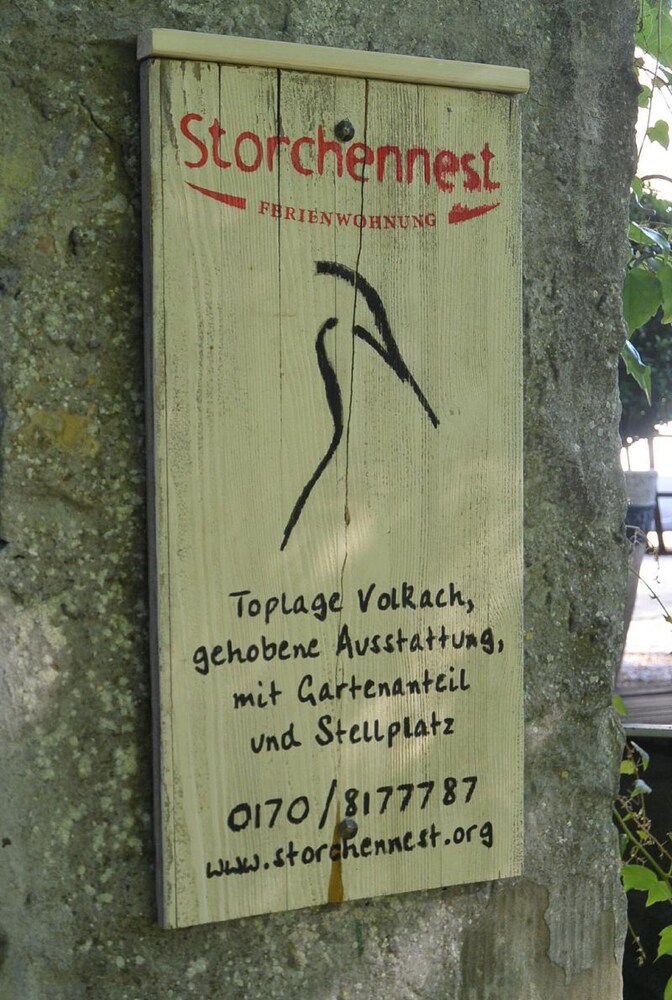 Storchennest
FERIENWOHNUNG
Toplage Volkach,
gehobene Ausstattung,
mit Gartenanteil
und Stellplatz
0170/8177787
www.storchennest.org